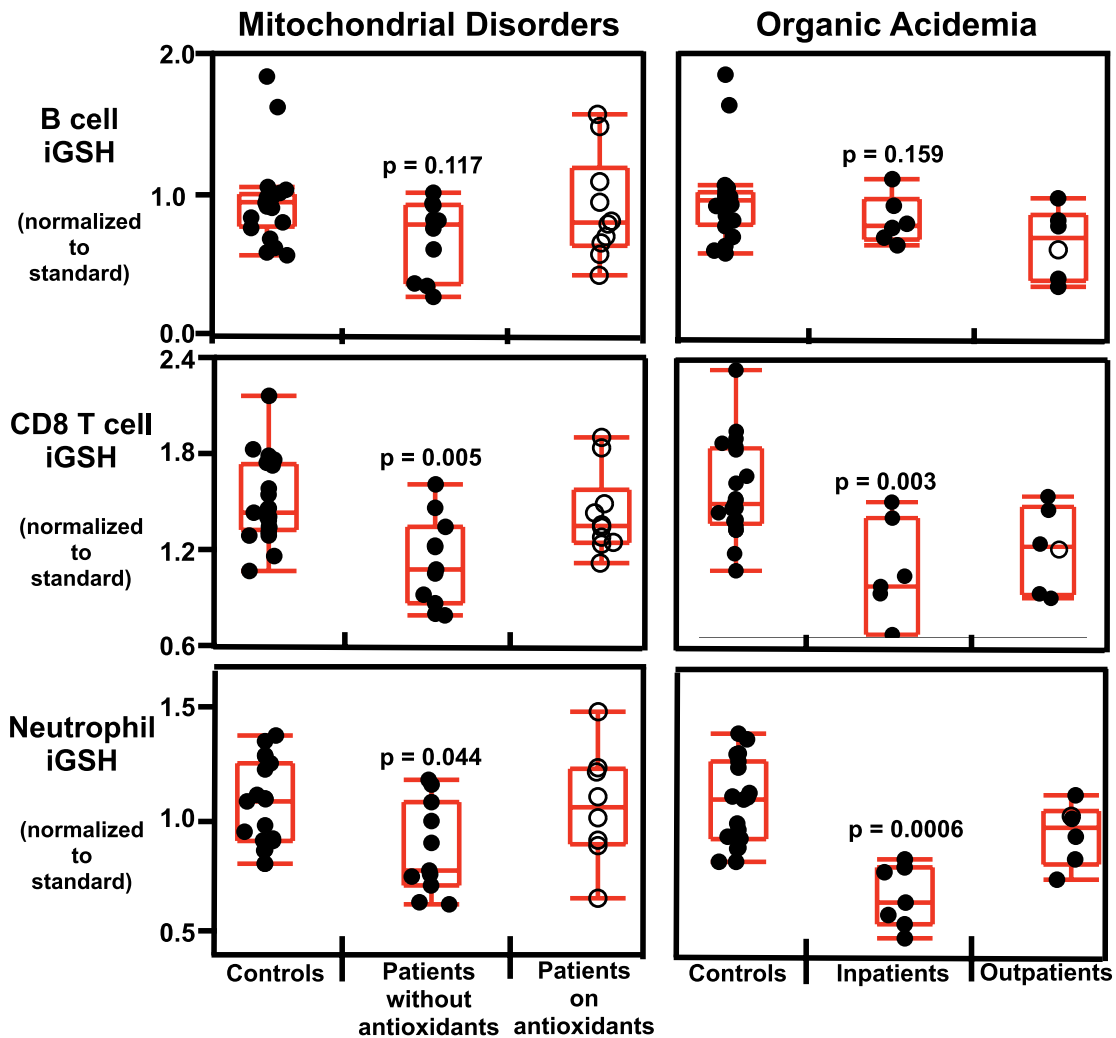 Mitochondrial Disorders
Organic Acidemia
B cell
iGSH
(normalized
to
standard)
2.0
1.0
0.0
p = 0.117
p = 0.159
CD8 T cell
iGSH
(normalized
to
standard)
2.4
1.8
1.2
0.6
p = 0.005
p = 0.003
Neutrophil
iGSH
(normalized
to
standard)
1.5
1.0
0.5
p = 0.044
p = 0.0006
Controls
Patients
without
antioxidants
Patients
on
antioxidants
Controls
Inpatients
Outpatients